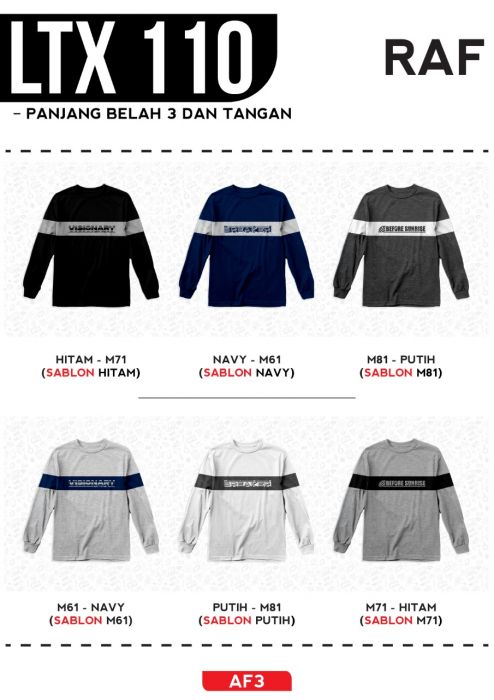 LTX 110
RAF
– PANJANG BELAH 3 DAN TANGAN
VISIONARY
BREAKER
BEFORE SUNRISE
HITAM - M71
(SABLON HITAM)
NAVY - M61
(SABLON NAVY)
M81 - PUTIH
(SABLON M81)
VISIONARY
BREAKER
BEFORE SUNRISE
M61 - NAVY
(SABLON M61)
PUTIH - M81
(SABLON PUTIH)
M71 - HITAM
(SABLON M71)
AF3